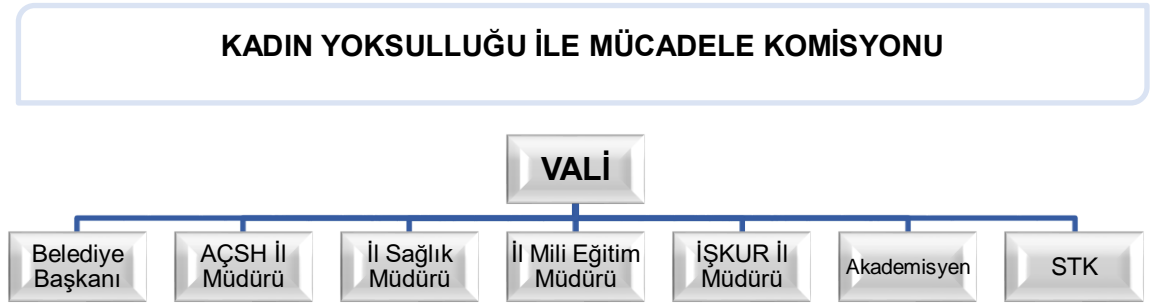 KADIN YOKSULLUĞU İLE MÜCADELE KOMİSYONU
VALİ
Belediye
Başkanı
AÇSH İl
Müdürü
İl Sağlık
Müdürü
İl Mili Eğitim
Müdürü
İŞKUR İl
Müdürü
Akademisyen
STK